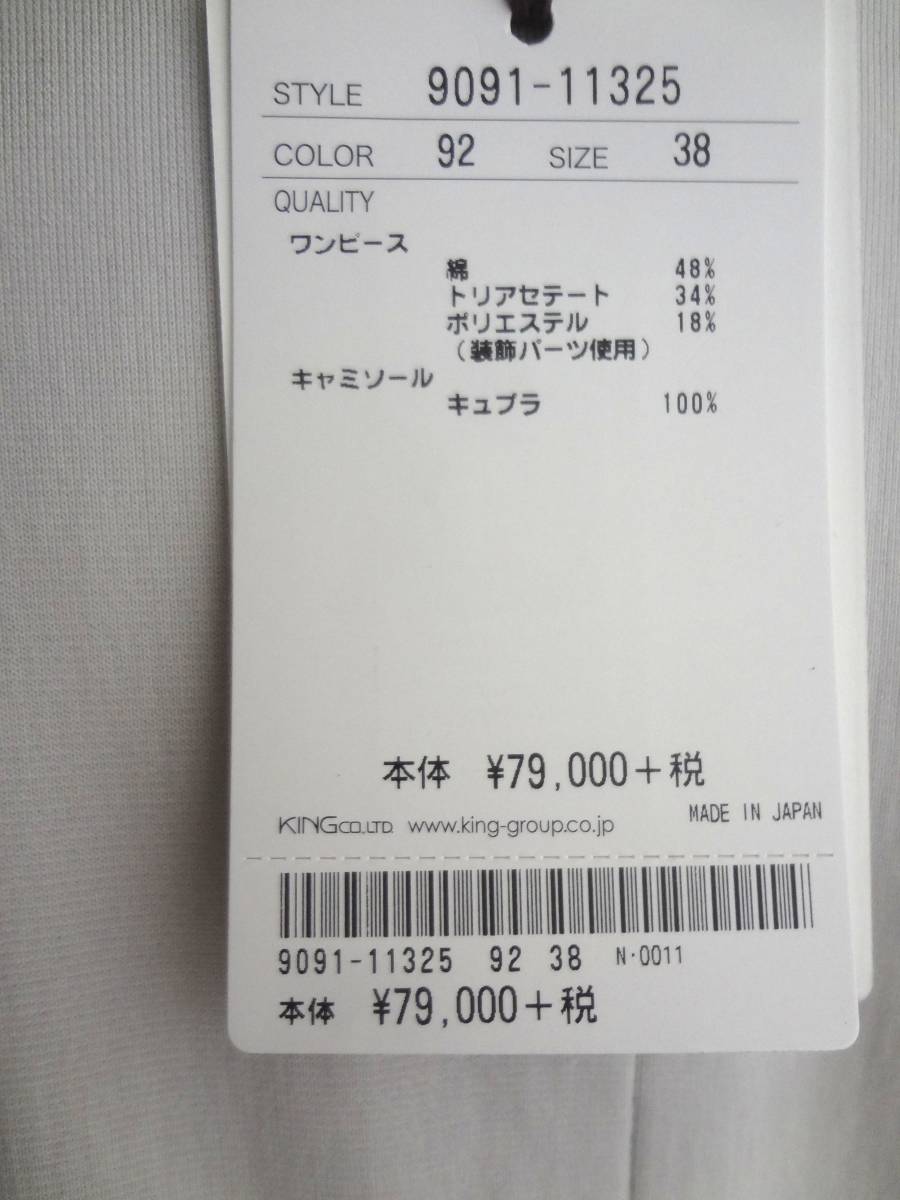 STYLE 9091-11325
COLOR 92 SIZE 38
QUALITY
ワンピース
綿 48%
トリアセテート 34%
ポリエステル 18%
(装飾パーツ使用)
キャミソール
キュプラ 100%
本体 ¥79,000+税
KING CO.,LTD. www.king-group.co.jp MADE IN JAPAN
9091-11325 92 38 N・0011
本体 ¥79,000+税